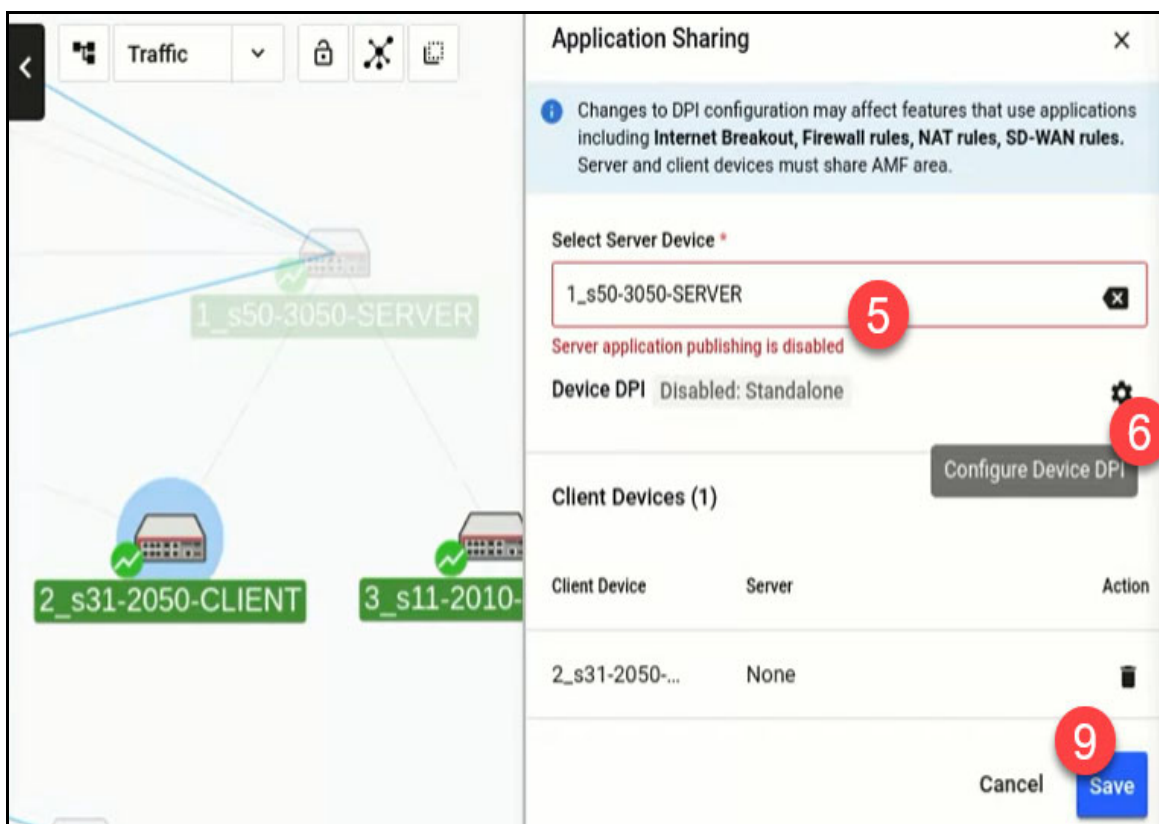 Traffic
1_s50-3050-SERVER
2_s31-2050-CLIENT
3_s11-2010-
Application Sharing
Changes to DPI configuration may affect features that use applications
including Internet Breakout, Firewall rules, NAT rules, SD-WAN rules.
Server and client devices must share AMF area.
Select Server Device *
1_s50-3050-SERVER
5
Server application publishing is disabled
Device DPI Disabled: Standalone
6
Configure Device DPI
Client Devices (1)
Client Device Server Action
2_s31-2050-... None
9
Cancel Save